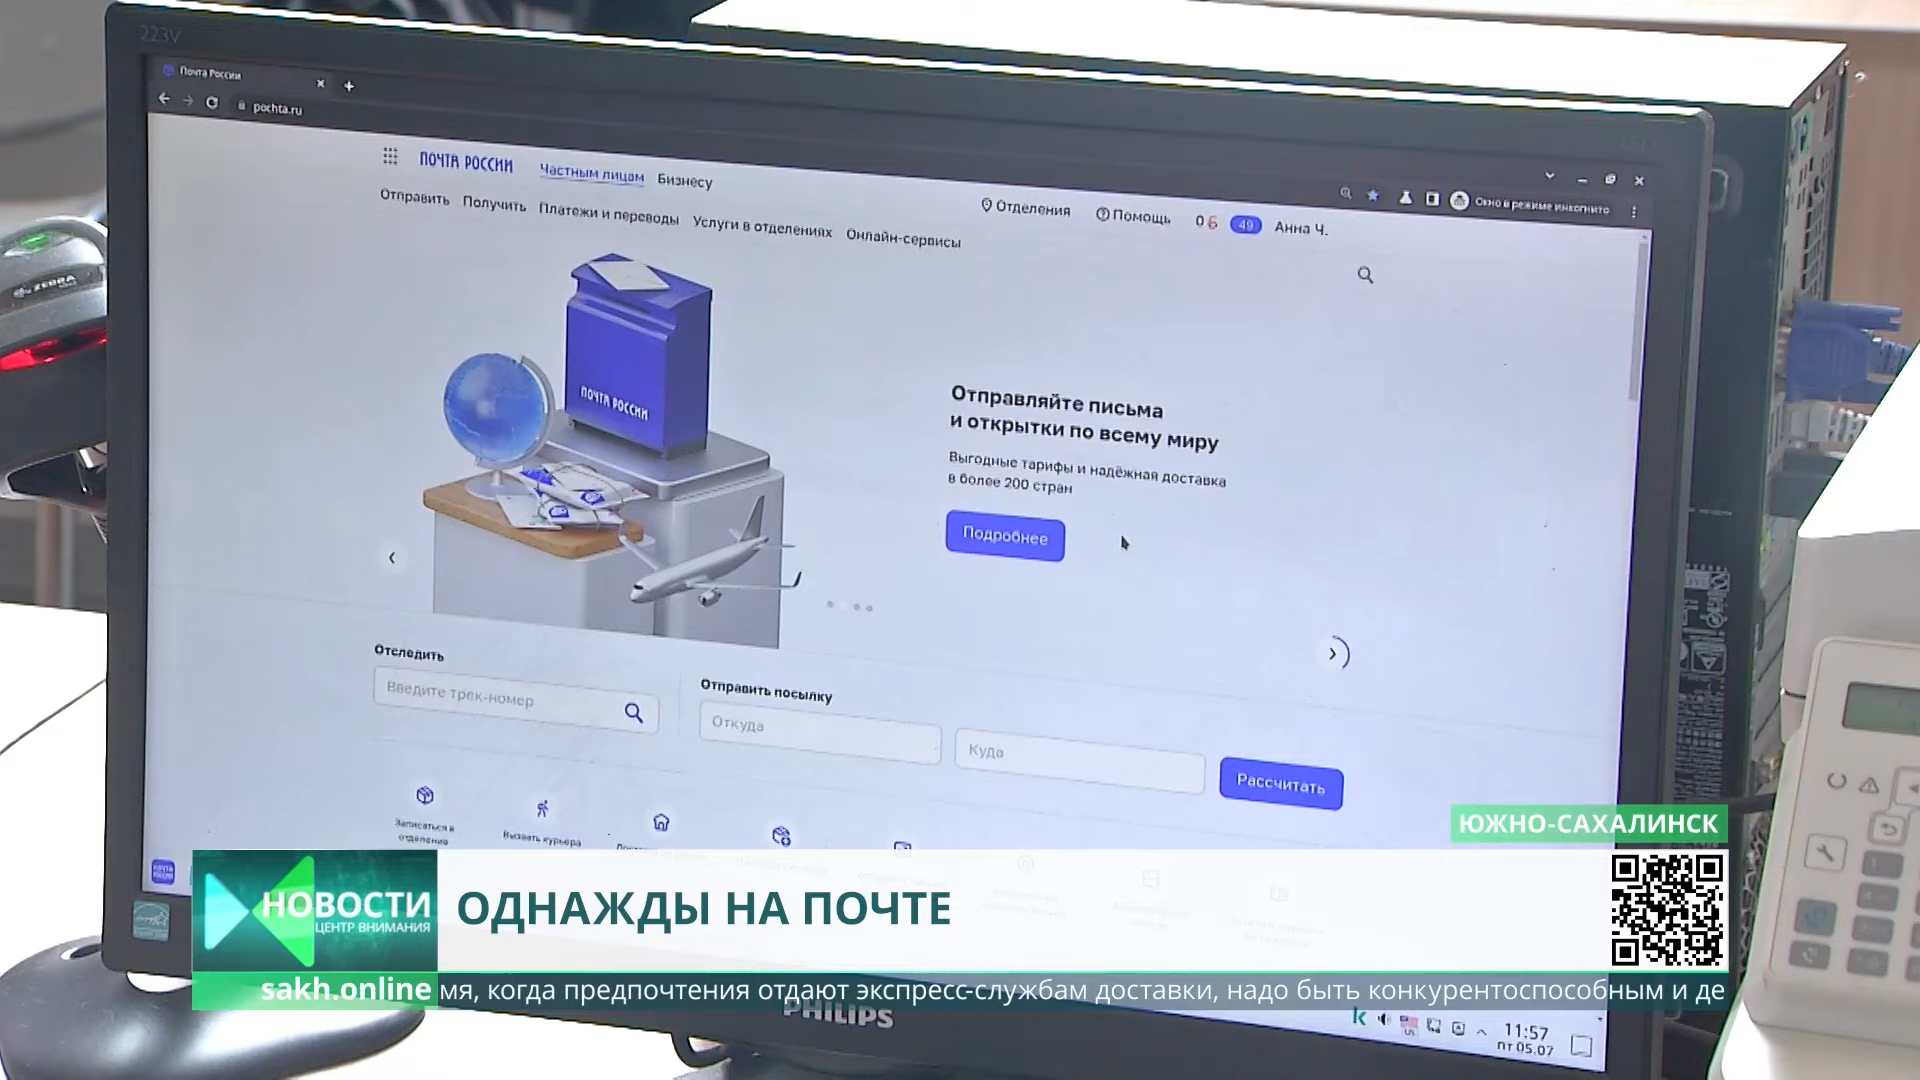 223V
Почта России
pochta.ru
Окно в режиме инкогнито
ПОЧТА РОССИИ
Частным лицам
Бизнесу
Отделения
Помощь
0 б
49
Анна Ч.
Отправить
Получить
Платежи и переводы
Услуги в отделениях
Онлайн-сервисы
ПОЧТА РОССИИ
Отправляйте письма
и открытки по всему миру
Выгодные тарифы и надёжная доставка
в более 200 стран
Подробнее
Отследить
Введите трек-номер
Отправить посылку
Откуда
Куда
Рассчитать
Записаться в
отделение
Вызвать курьера
ZEBRA
ЮЖНО-САХАЛИНСК
НОВОСТИ
ЦЕНТР ВНИМАНИЯ
ОДНАЖДЫ НА ПОЧТЕ
sakh.online
мя, когда предпочтения отдают экспресс-службам доставки, надо быть конкурентоспособным и де
PHILIPS
US
11:57
пт 05.07